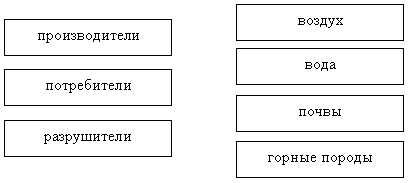 производители
потребители
разрушители
воздух
вода
почвы
горные породы